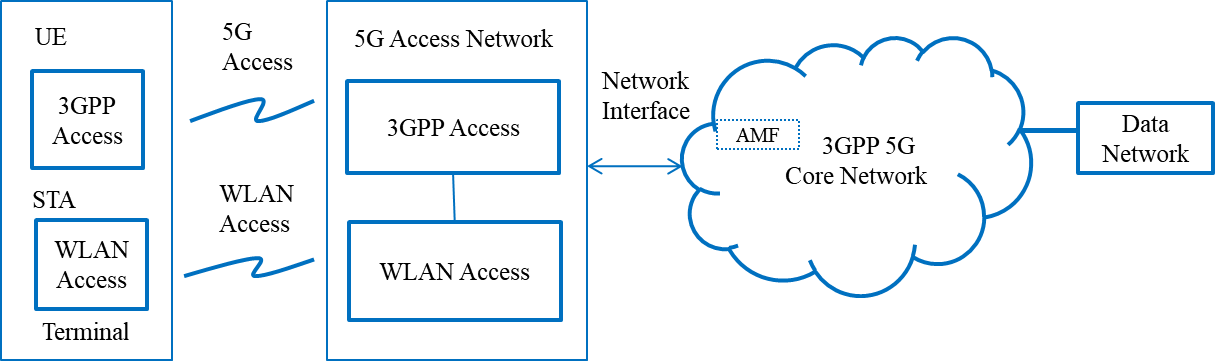 UE
3GPP
Access
STA
WLAN
Access
Terminal
5G
Access
WLAN
Access
5G Access Network
3GPP Access
WLAN Access
Network
Interface
AMF
3GPP 5G
Core Network
Data
Network